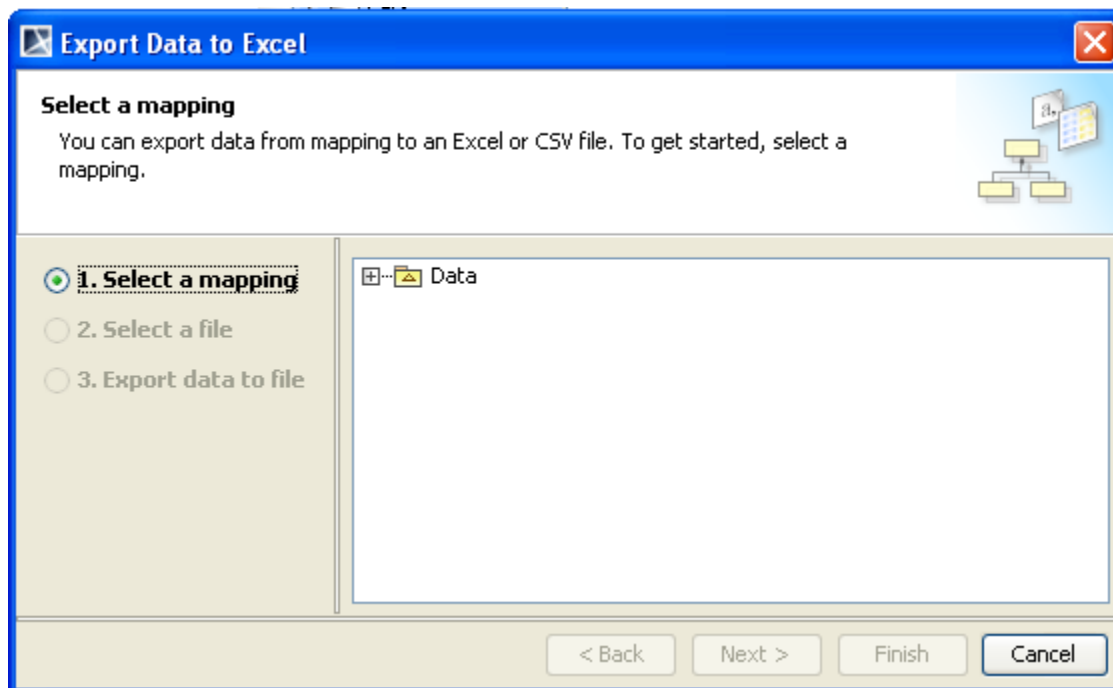 Export Data to Excel
Select a mapping
You can export data from mapping to an Excel or CSV file. To get started, select a
mapping.
1. Select a mapping
2. Select a file
3. Export data to file
Data
< Back
Next >
Finish
Cancel